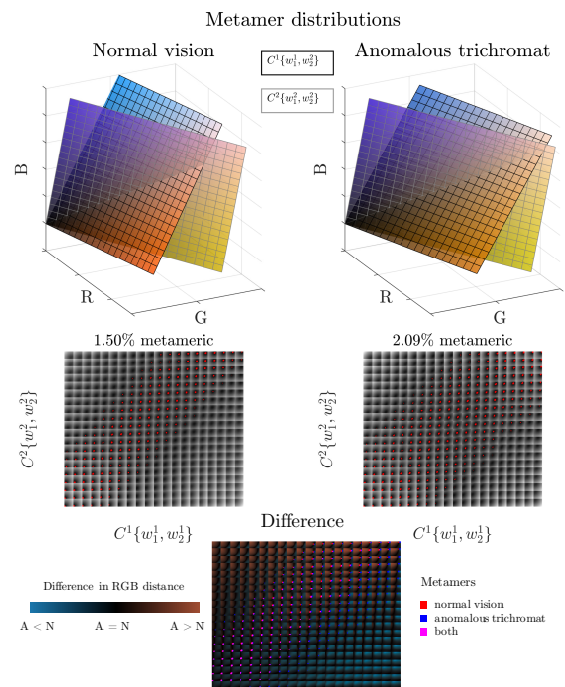 Metamer distributions
Normal vision
Anomalous trichromat
C¹{w₁¹, w₂¹}
C²{w₁², w₂²}
B
R
G
B
R
G
1.50% metameric
2.09% metameric
C²{w₁², w₂²}
C²{w₁², w₂²}
C¹{w₁¹, w₂¹}
C¹{w₁¹, w₂¹}
Difference
Difference in RGB distance
A < N
A = N
A > N
Metamers
normal vision
anomalous trichromat
both